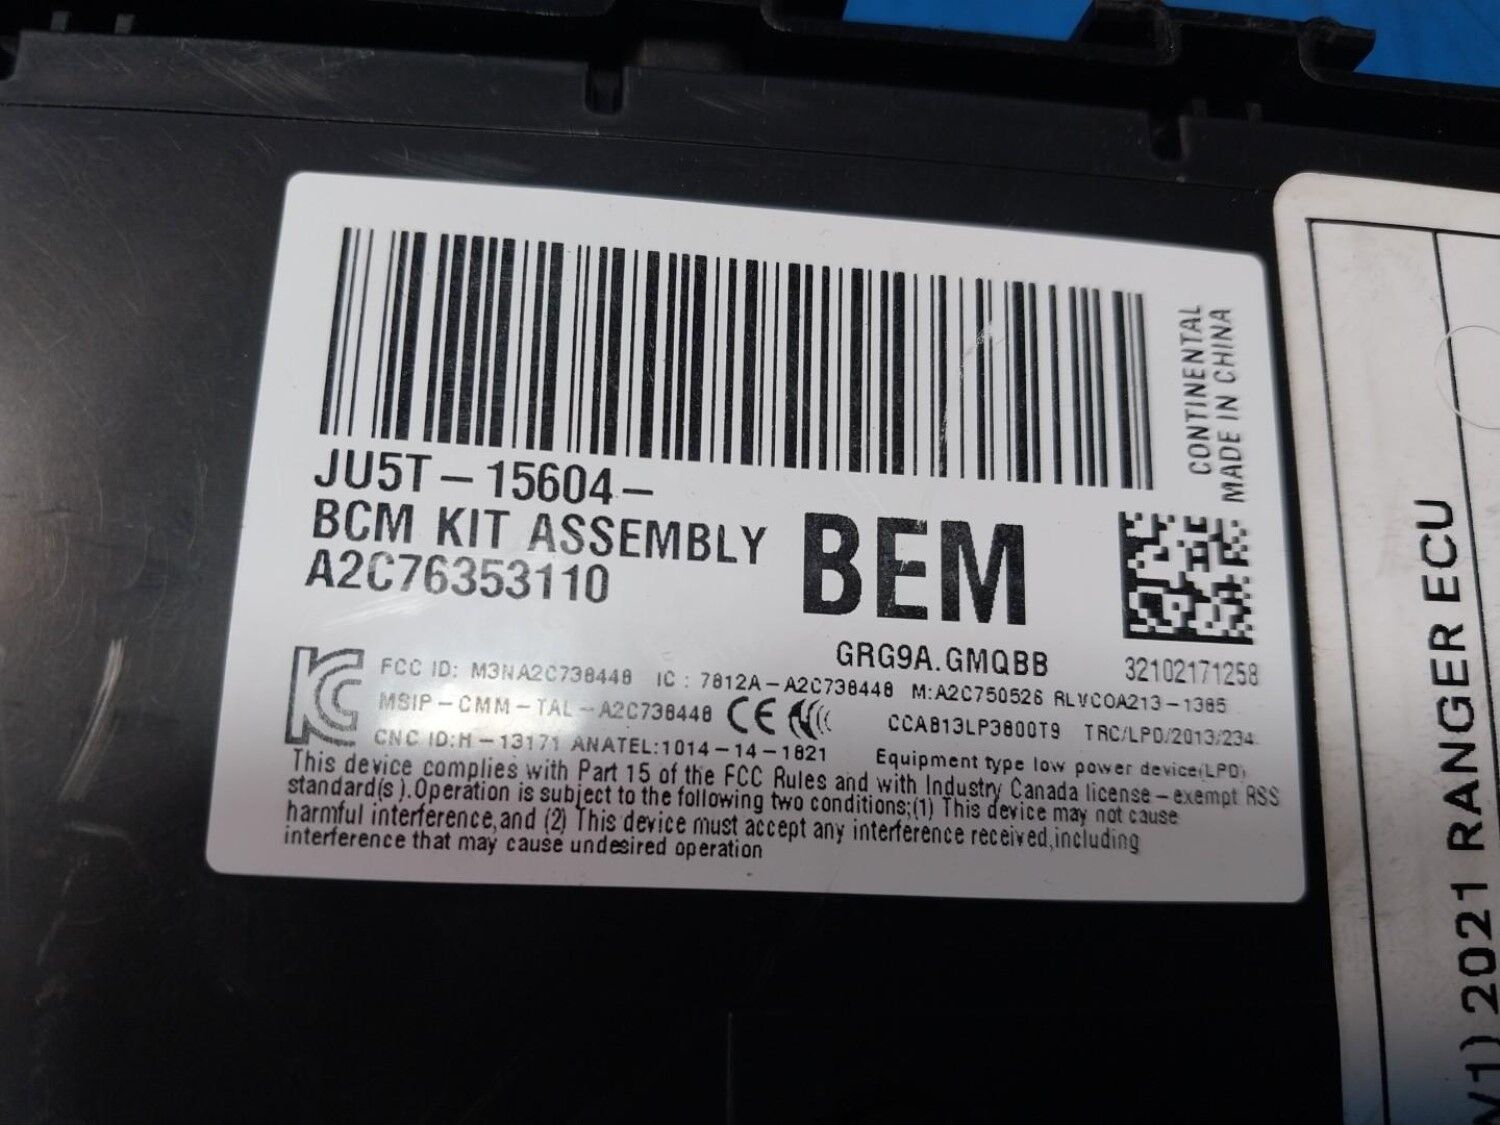 JU5T-15604-
BCM KIT ASSEMBLY
A2C76353110
BEM
GRG9A.GMQBB
CONTINENTAL
MADE IN CHINA
32102171258
FCC ID: M3NA2C738448 IC : 7812A-A2C738448 M:A2C750526 RLVCOA213-1385
MSIP-CMM-TAL-A2C738448 CE CCAB13LP3800T9 TRC/LPD/2013/234
CNC ID:H-13171 ANATEL:1014-14-1821 Equipment type low power device(LPD)
This device complies with Part 15 of the FCC Rules and with Industry Canada license-exempt RSS
standard(s).Operation is subject to the following two conditions;(1) This device may not cause
harmful interference,and (2) This device must accept any interference received,including
interference that may cause undesired operation
2021 RANGER ECU